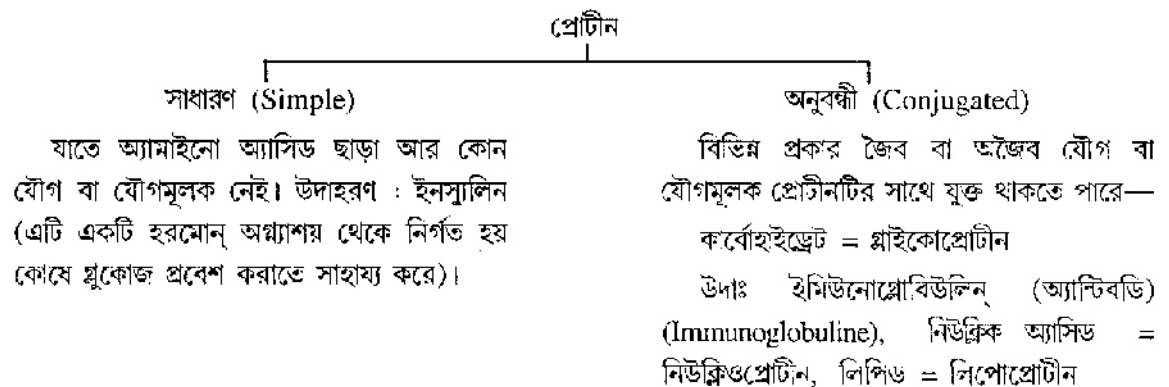 প্রোটীন
সাধারণ (Simple)
যাতে অ্যামাইনো অ্যাসিড ছাড়া আর কোন
যৌগ বা যৌগমূলক নেই। উদাহরণ : ইনস্যুলিন
(এটি একটি হরমোন্ অগ্ন্যাশয় থেকে নির্গত হয়
কোষে গ্লুকোজ প্রবেশ করাতে সাহায্য করে)।
অনুবন্ধী (Conjugated)
বিভিন্ন প্রকার জৈব বা অজৈব যৌগ বা
যৌগমূলক প্রোটীনটির সাথে যুক্ত থাকতে পারে—
কার্বোহাইড্রেট = গ্লাইকোপ্রোটীন
উদাঃ ইমিউনোগ্লোবিউলিন্ (অ্যান্টিবডি)
(Immunoglobuline), নিউক্লিক অ্যাসিড =
নিউক্লিওপ্রোটীন, লিপিড = লিপোপ্রোটীন